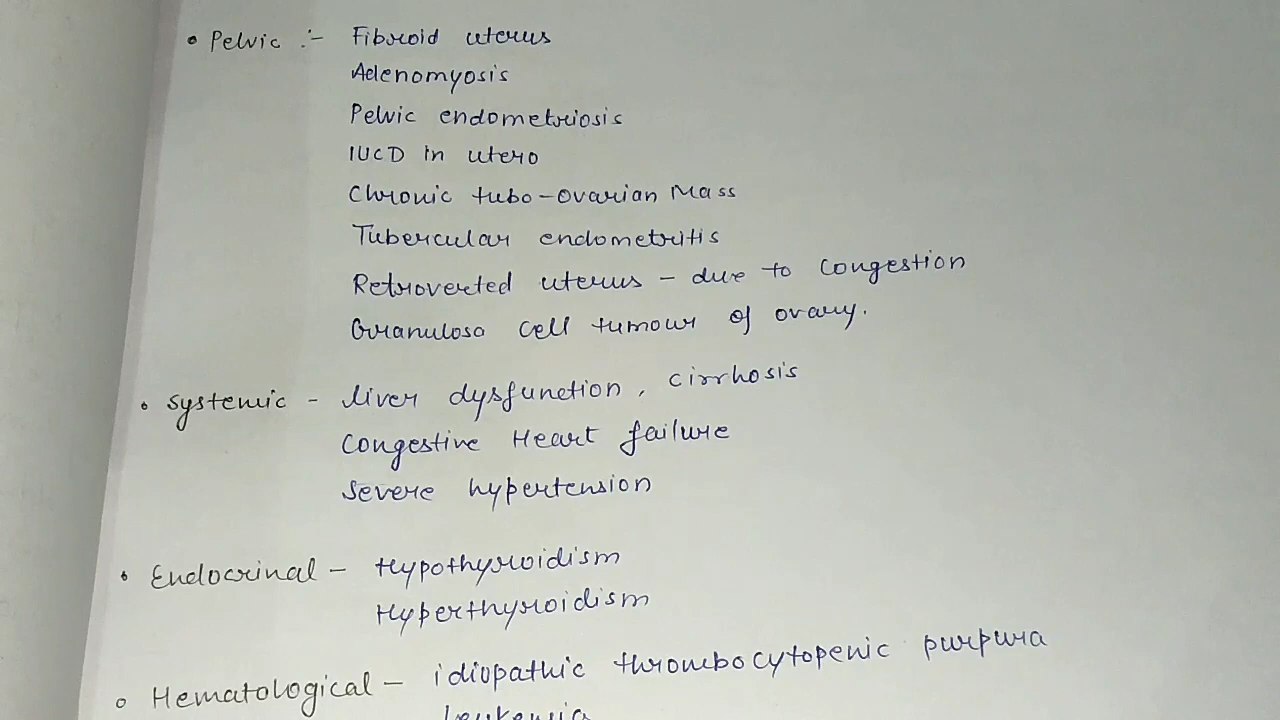 • Pelvic :- Fibroid uterus
Adenomyosis
Pelvic endometriosis
IUCD in utero
Chronic tubo-ovarian Mass
Tubercular endometritis
Retroverted uterus - due to congestion
Granulosa cell tumour of ovary.
• Systemic - liver dysfunction, cirrhosis
Congestive Heart failure
Severe hypertension
• Endocrinal - Hypothyroidism
Hyperthyroidism
• Hematological - idiopathic thrombocytopenic purpura